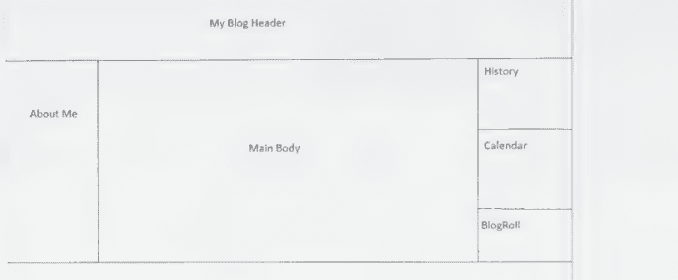 My Blog Header
About Me
Main Body
History
Calendar
BlogRoll